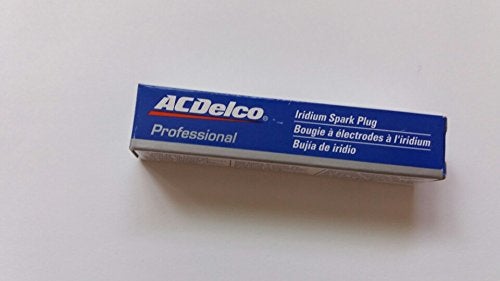 ACDelco®
Professional
Iridium Spark Plug
Bougie à électrodes à l'iridium
Bujía de iridio